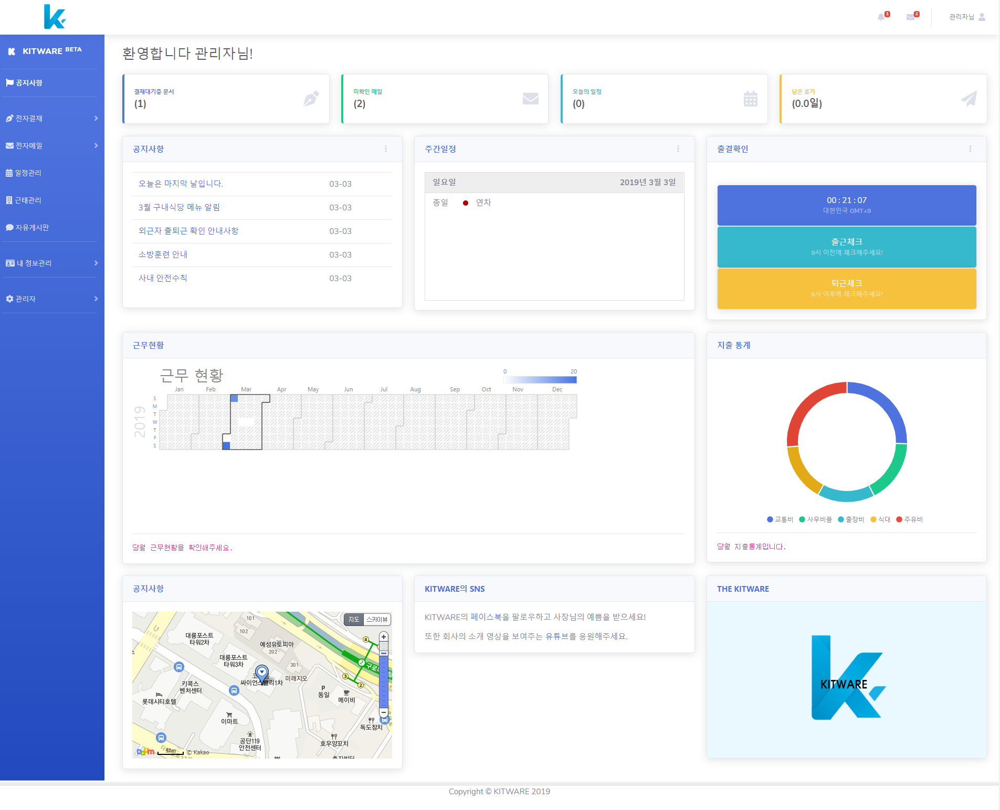 1
2
관리자님
KITWARE BETA
공지사항
전자결재
전자메일
일정관리
근태관리
자유게시판
내 정보관리
관리자
환영합니다 관리자님!
결재대기중 문서
(1)
미확인 메일
(2)
오늘의 일정
(0)
남은 휴가
(0.0일)
공지사항
오늘은 마지막 날입니다. 03-03
3월 구내식당 메뉴 알림 03-03
외근자 출퇴근 확인 안내사항 03-03
소방훈련 안내 03-03
사내 안전수칙 03-03
주간일정
일요일 2019년 3월 3일
종일 연차
출결확인
00 : 21 : 07
대한민국 GMT+9
출근체크
9시 이전에 체크해주세요!
퇴근체크
6시 이후에 체크해주세요!
근무현황
근무 현황
0 20
Jan Feb Mar Apr May Jun Jul Aug Sep Oct Nov Dec
2019
S
M
T
W
T
F
S
당월 근무현황을 확인해주세요.
지출 통계
교통비 사무비품 출장비 식대 주유비
당월 지출통계입니다.
공지사항
지도 스카이뷰
101
102
대륭포스트
타워2차
예성유토피아
202
대륭포스트
타워3차
301
미래지오
싸이언스밸리1차
키콕스
벤처센터
롯데시티호텔
이마트
공단119
안전센터
P
동일
메이비
독도참치
호우양꼬치
4
2
3
2
50m
© Kakao
KITWARE의 SNS
KITWARE의 페이스북을 팔로우하고 사장님의 예쁨을 받으세요!
또한 회사의 소개 영상을 보여주는 유튜브를 응원해주세요.
THE KITWARE
KITWARE
Copyright © KITWARE 2019